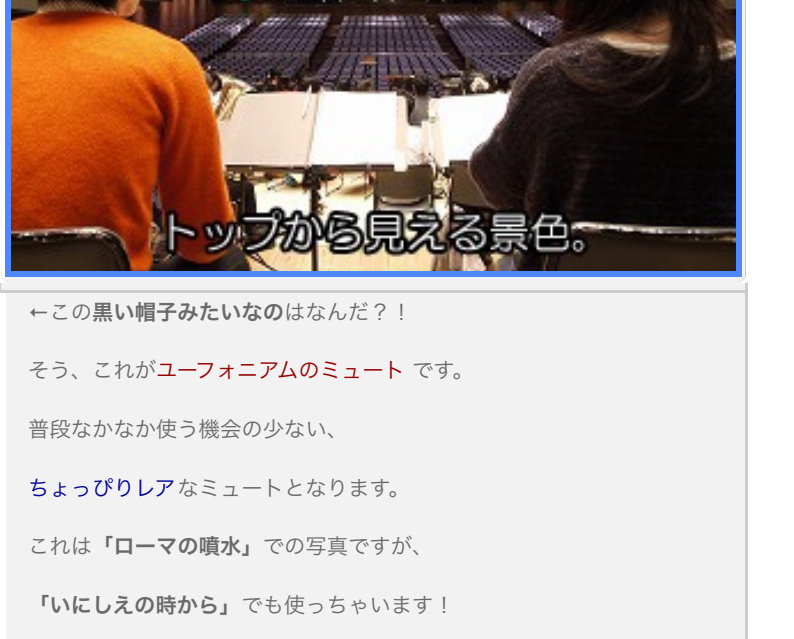 トップから見える景色。
←この黒い帽子みたいなのはなんだ？！
そう、これがユーフォニアムのミュート です。
普段なかなか使う機会の少ない、
ちょっぴりレアなミュートとなります。
これは「ローマの噴水」での写真ですが、
「いにしえの時から」でも使っちゃいます！